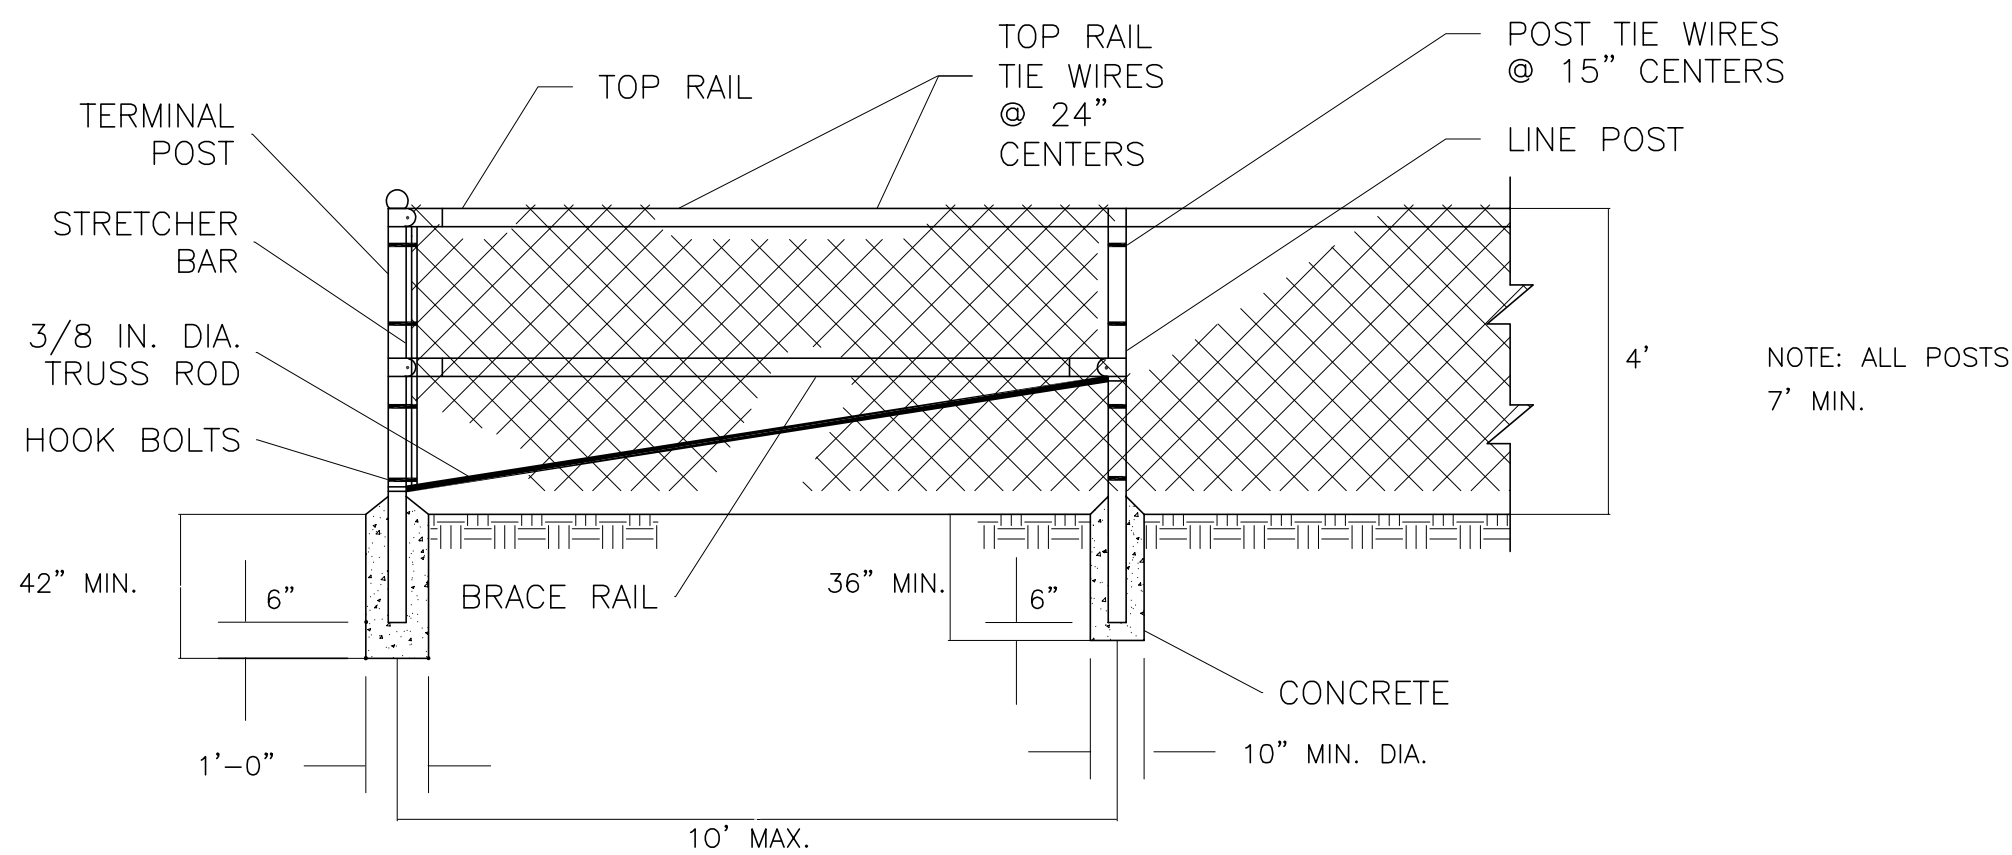 TOP RAIL
TERMINAL
POST
STRETCHER
BAR
3/8 IN. DIA.
TRUSS ROD
HOOK BOLTS
TOP RAIL
TIE WIRES
@ 24”
CENTERS
POST TIE WIRES
@ 15” CENTERS
LINE POST
4’
NOTE: ALL POSTS
7’ MIN.
42” MIN.
6”
BRACE RAIL
36” MIN.
6”
CONCRETE
1’-0”
10” MIN. DIA.
10’ MAX.